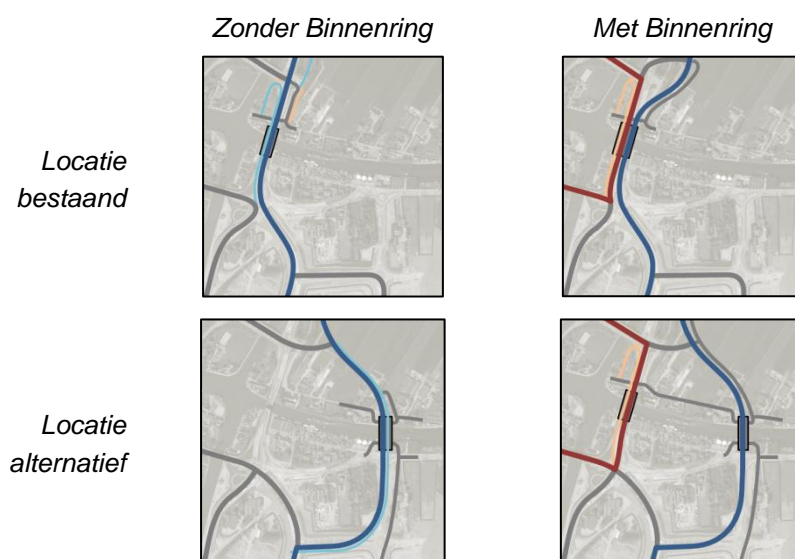 Zonder Binnenring
Met Binnenring
Locatie
bestaand
Locatie
alternatief